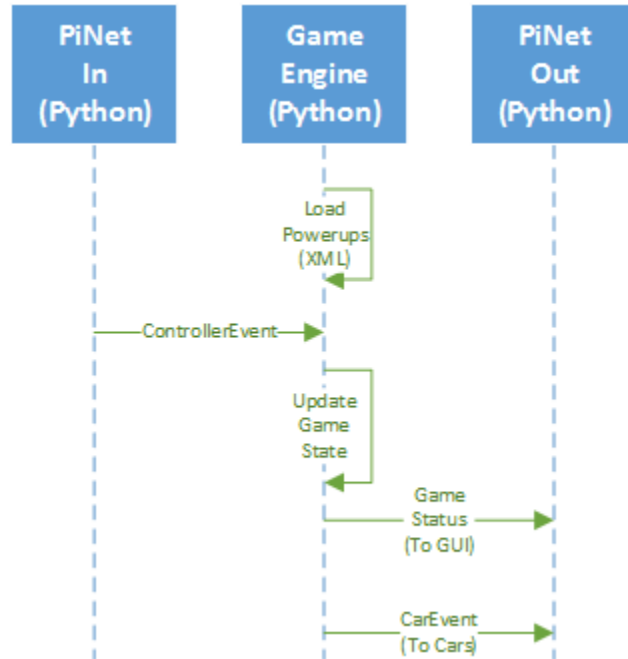 PiNet
In
(Python)
Game
Engine
(Python)
PiNet
Out
(Python)
Load
Powerups
(XML)
ControllerEvent
Update
Game
State
Game
Status
(To GUI)
CarEvent
(To Cars)